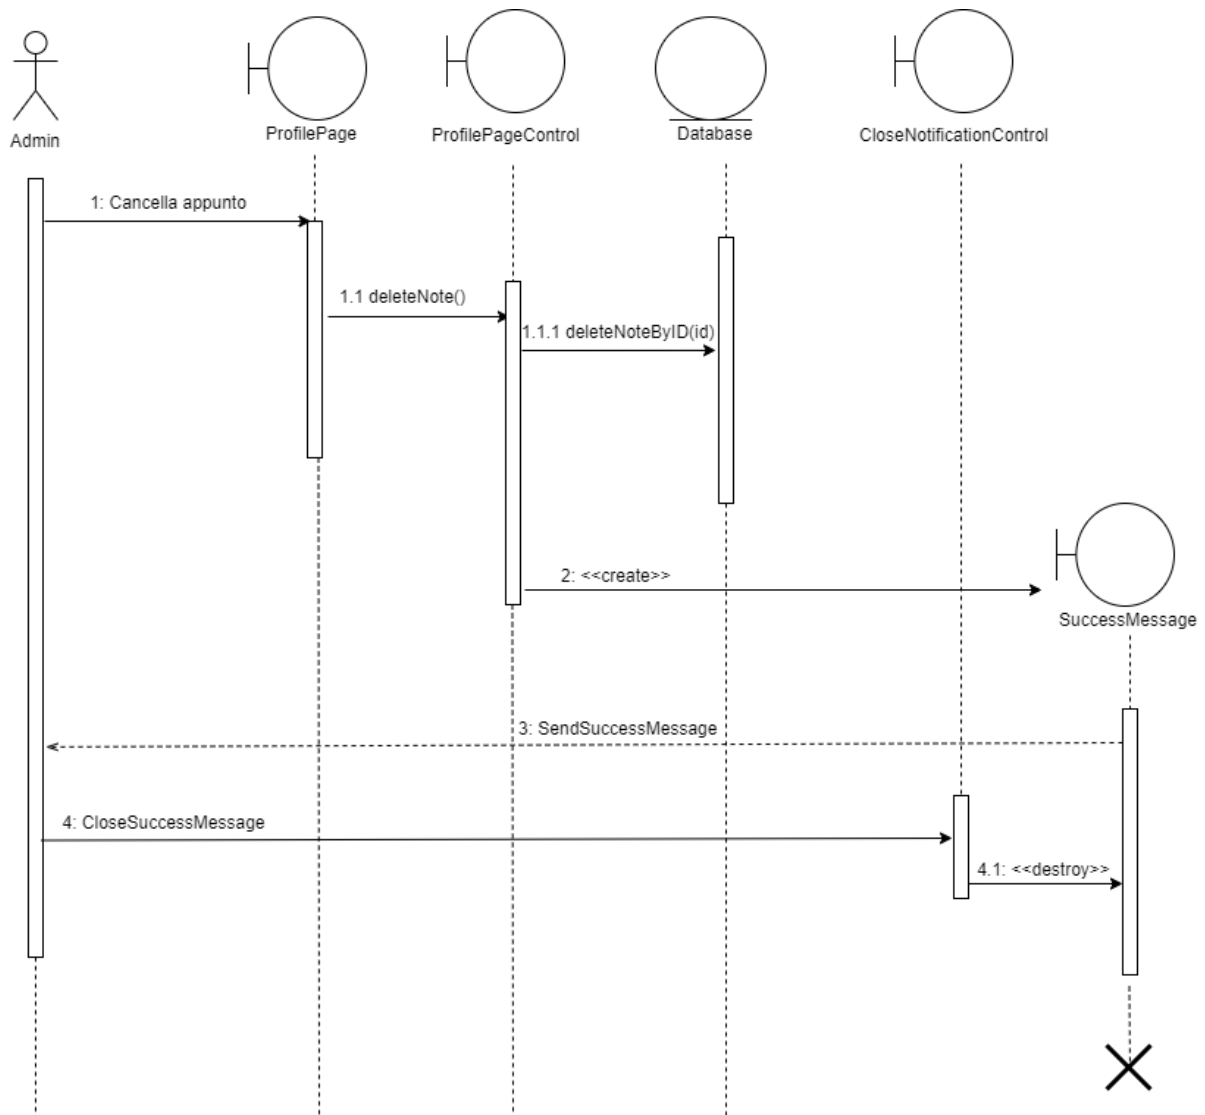 Admin
ProfilePage
ProfilePageControl
Database
CloseNotificationControl
1: Cancella appunto
1.1 deleteNote()
1.1.1 deleteNoteByID(id)
2: <<create>>
SuccessMessage
3: SendSuccessMessage
4: CloseSuccessMessage
4.1: <<destroy>>